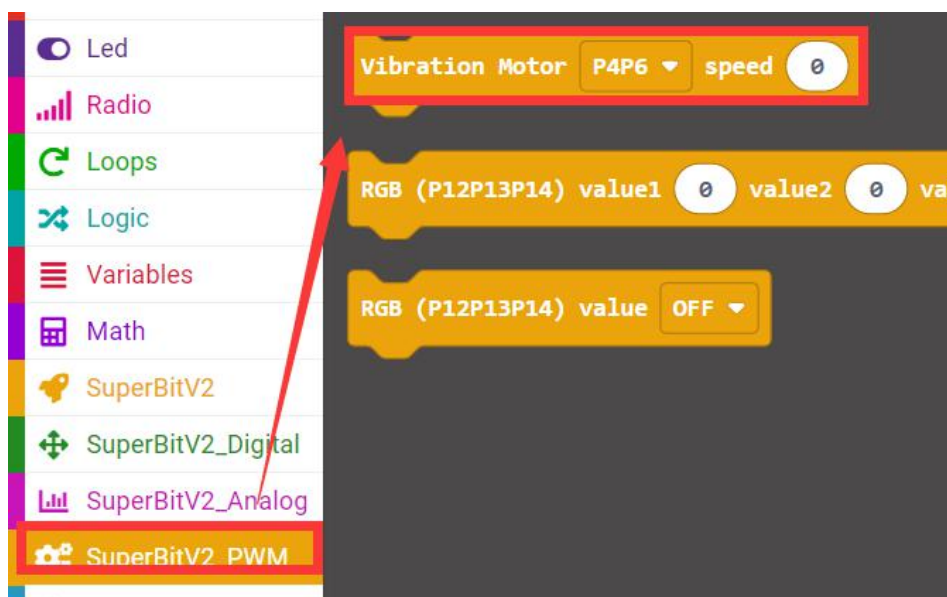 Led
Radio
Loops
Logic
Variables
Math
SuperBitV2
SuperBitV2_Digital
SuperBitV2_Analog
SuperBitV2_PWM
Vibration Motor P4P6 speed 0
RGB (P12P13P14) value1 0 value2 0 va
RGB (P12P13P14) value OFF